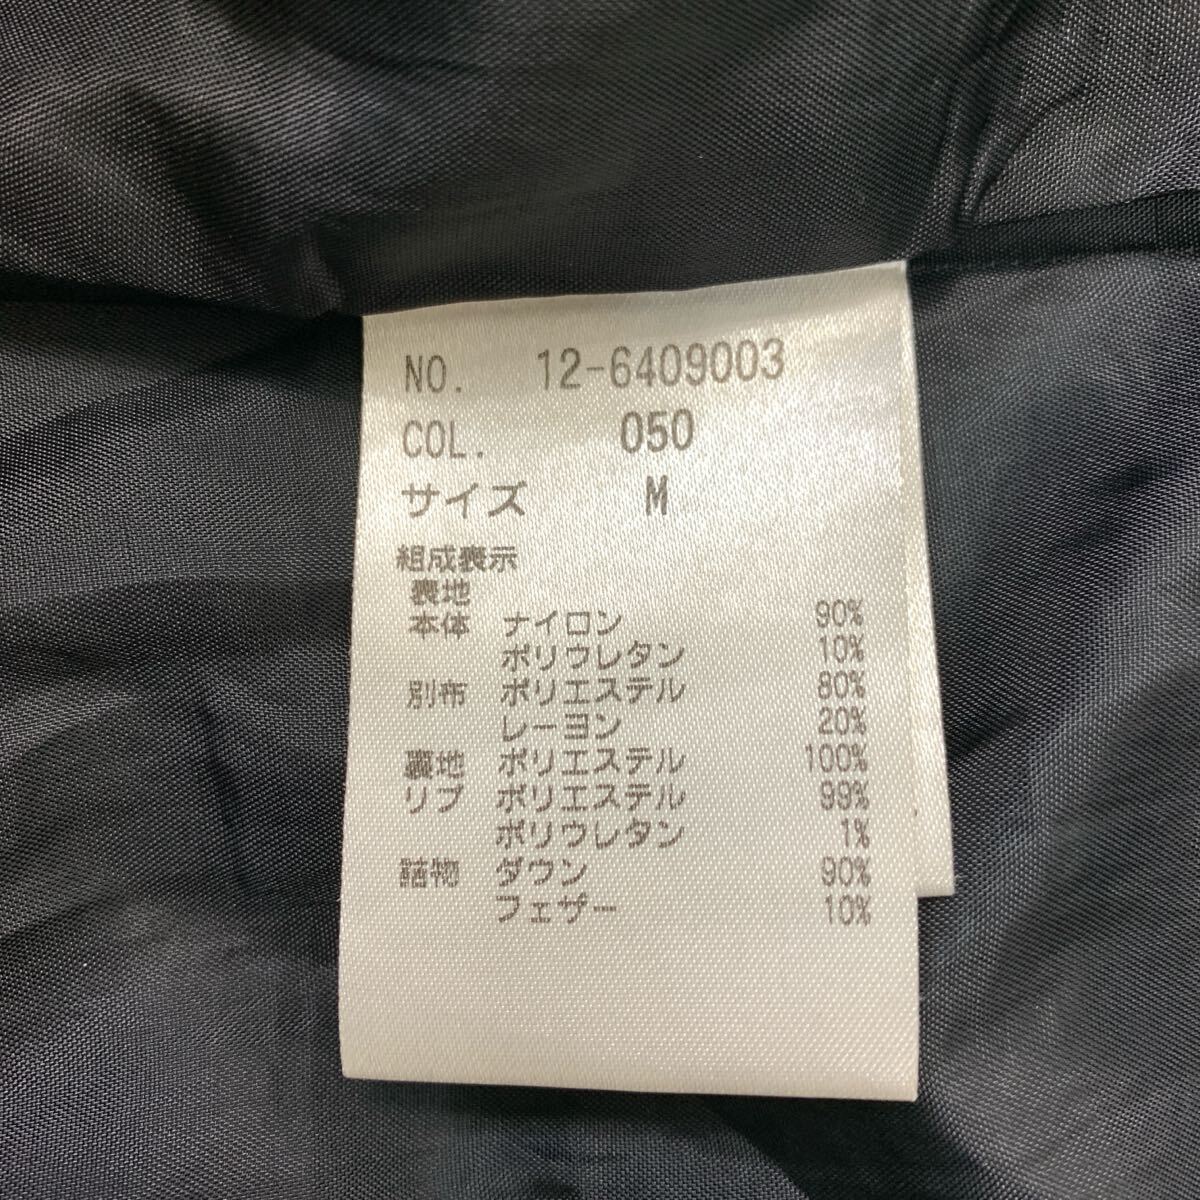 NO. 12-6409003
COL. 050
サイズ M
組成表示
表地
本体 ナイロン 90%
ポリウレタン 10%
別布 ポリエステル 80%
レーヨン 20%
裏地 ポリエステル 100%
リブ ポリエステル 99%
ポリウレタン 1%
詰物 ダウン 90%
フェザー 10%